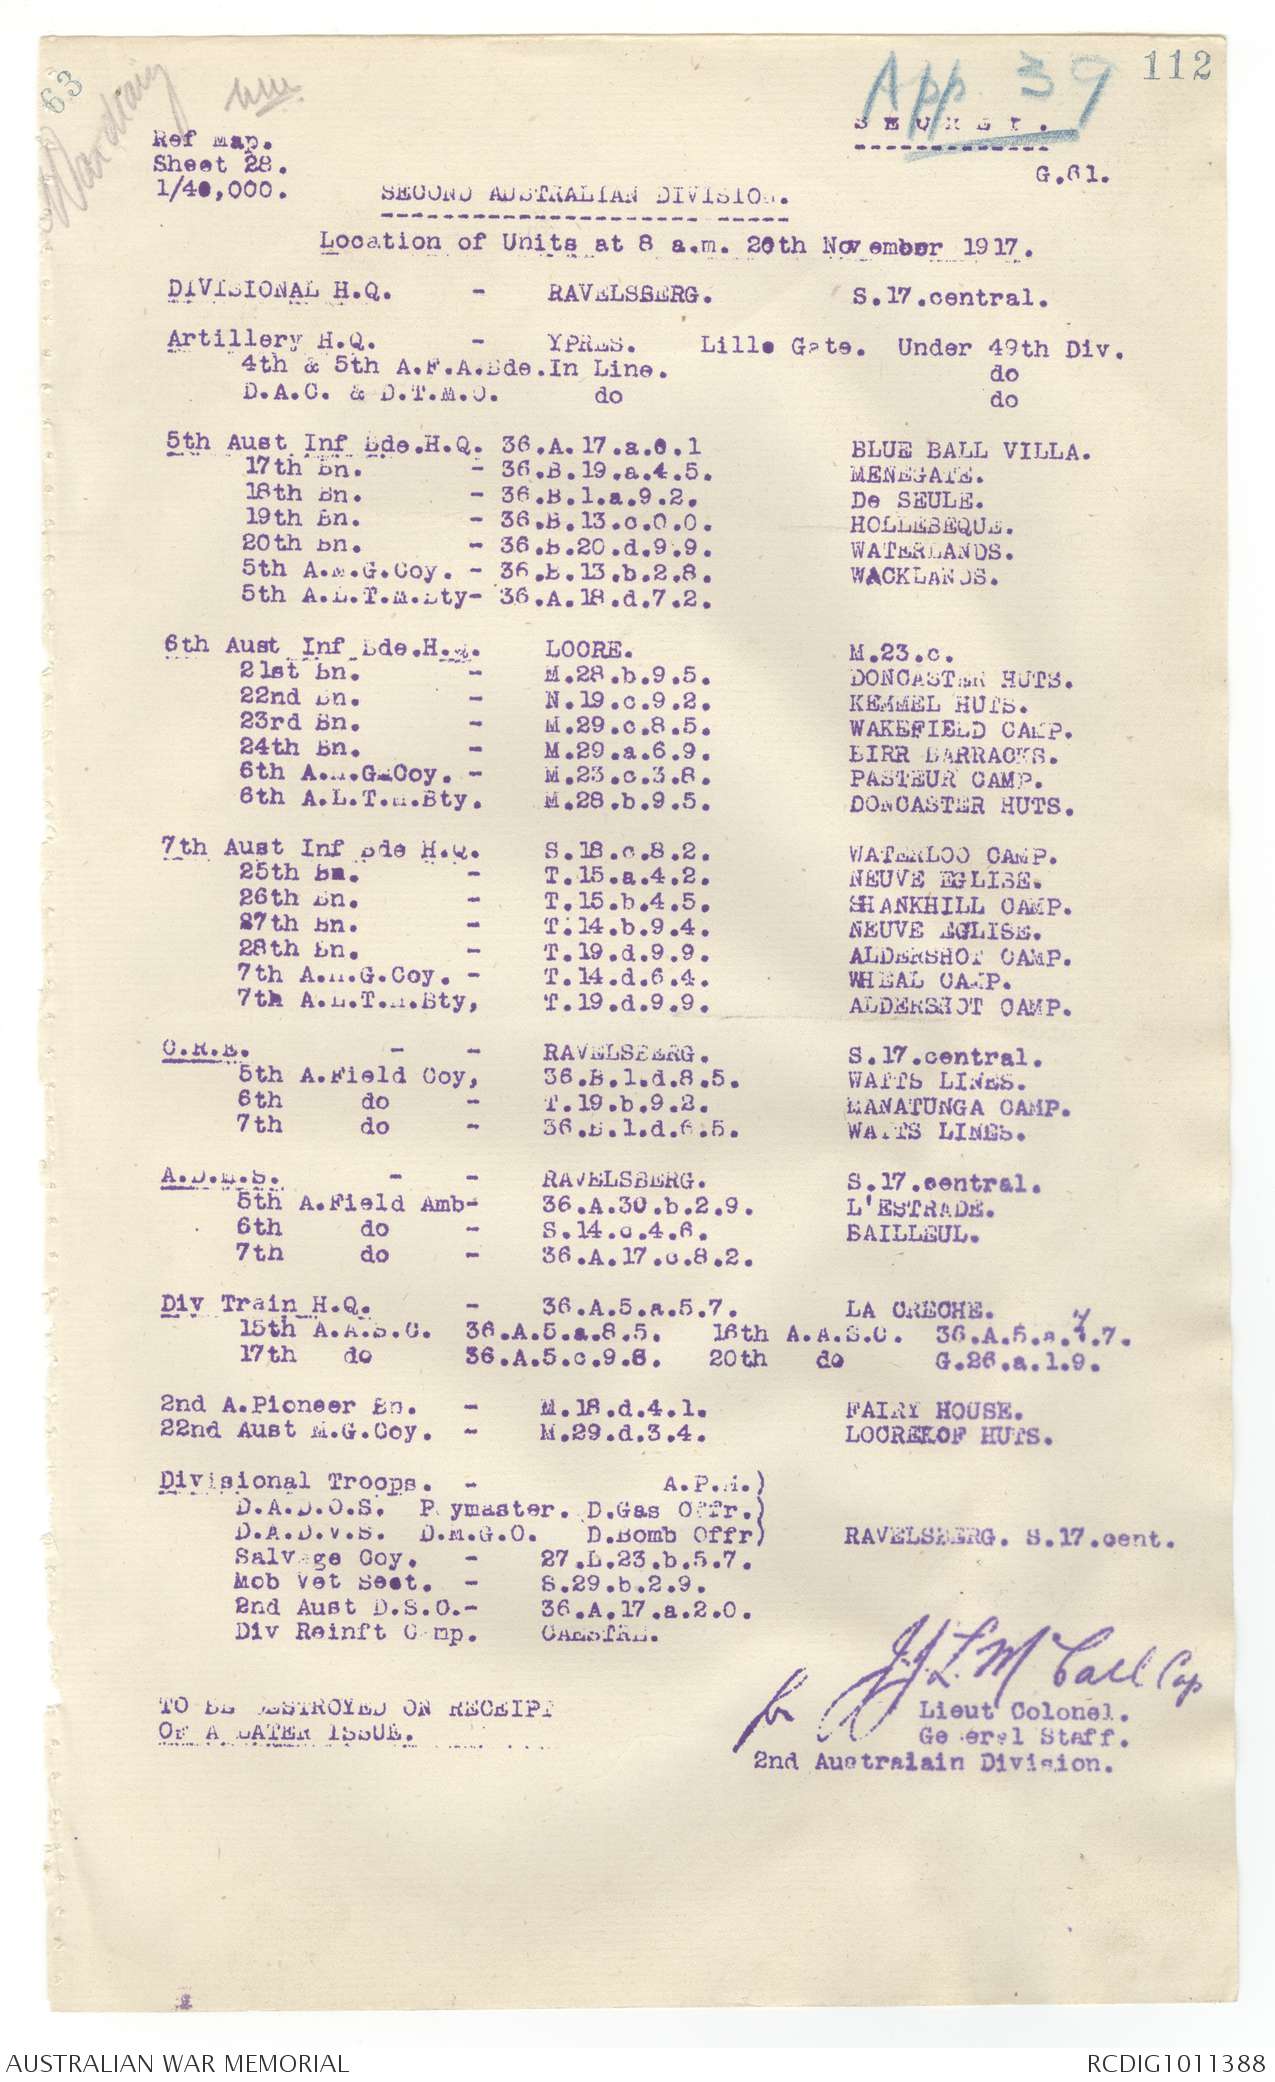 63
112
App 39
War diary
SECRET.
Ref Map.
Sheet 28.
1/40,000.
G.61.
SECOND AUSTRALIAN DIVISION.
Location of Units at 8 a.m. 20th November 1917.
DIVISIONAL H.Q. - RAVELSBERG. S.17.central.
Artillery H.Q. - YPRES. Lille Gate. Under 49th Div.
4th & 5th A.F.A.Bde.In Line. do
D.A.C. & D.T.M.O. do do
5th Aust Inf Bde.H.Q. 36.A.17.a.0.1 BLUE BALL VILLA.
17th Bn. - 36.B.19.a.4.5. MENEGATE.
18th Bn. - 36.B.1.a.9.2. De SEULE.
19th Bn. - 36.B.13.c.0.0. HOLLEBEQUE.
20th Bn. - 36.B.20.d.9.9. WATERLANDS.
5th A.M.G.Coy. - 36.B.13.b.2.8. WACKLANDS.
5th A.L.T.M.Bty- 36.A.18.d.7.2.
6th Aust Inf Bde.H.Q. LOCRE. M.23.c.
21st Bn. - M.28.b.9.5. DONCASTER HUTS.
22nd Bn. - N.19.c.9.2. KEMMEL HUTS.
23rd Bn. - M.29.c.8.5. WAKEFIELD CAMP.
24th Bn. - M.29.a.6.9. BIRR BARRACKS.
6th A.M.G.Coy. - M.23.c.3.8. PASTEUR CAMP.
6th A.L.T.M.Bty. M.28.b.9.5. DONCASTER HUTS.
7th Aust Inf Bde H.Q. S.18.c.8.2. WATERLOO CAMP.
25th Bn. - T.15.a.4.2. NEUVE EGLISE.
26th Bn. - T.15.b.4.5. SHANKHILL CAMP.
27th Bn. - T.14.b.9.4. NEUVE EGLISE.
28th Bn. - T.19.d.9.9. ALDERSHOT CAMP.
7th A.M.G.Coy. - T.14.d.6.4. WHEAL CAMP.
7th A.L.T.M.Bty, T.19.d.9.9. ALDERSHOT CAMP.
C.R.E. - - RAVELSBERG. S.17.central.
5th A.Field Coy, 36.B.1.d.8.5. WATTS LINES.
6th do - T.19.b.9.2. MANATUNGA CAMP.
7th do - 36.B.1.d.6.5. WATTS LINES.
A.D.M.S. - - RAVELSBERG. S.17.central.
5th A.Field Amb- 36.A.30.b.2.9. L'ESTRADE.
6th do - S.14.c.4.6. BAILLEUL.
7th do - 36.A.17.c.8.2.
Div Train H.Q. - 36.A.5.a.5.7. LA CRECHE.
15th A.A.S.C. 36.A.5.a.8.5. 16th A.A.S.C. 36.A.5.a.7.7.
17th do 36.A.5.c.9.8. 20th do G.26.a.1.9.
2nd A.Pioneer Bn. - M.18.d.4.1. FAIRY HOUSE.
22nd Aust M.G.Coy. - M.29.d.3.4. LOCREHOF HUTS.
Divisional Troops. - A.P.M.)
D.A.D.O.S. Paymaster. D.Gas Offr.)
D.A.D.V.S. D.M.G.O. D.Bomb Offr) RAVELSBERG. S.17.cent.
Salvage Coy. - 27.L.23.b.5.7.
Mob Vet Sect. - S.29.b.2.9.
2nd Aust D.S.C.- 36.A.17.a.2.0.
Div Reinft Camp. CAESTRE.
for J.L. McCall Cap
TO BE DESTROYED ON RECEIPT
OF A LATER ISSUE.
Lieut Colonel.
General Staff.
2nd Australain Division.
AUSTRALIAN WAR MEMORIAL
RCDIG1011388